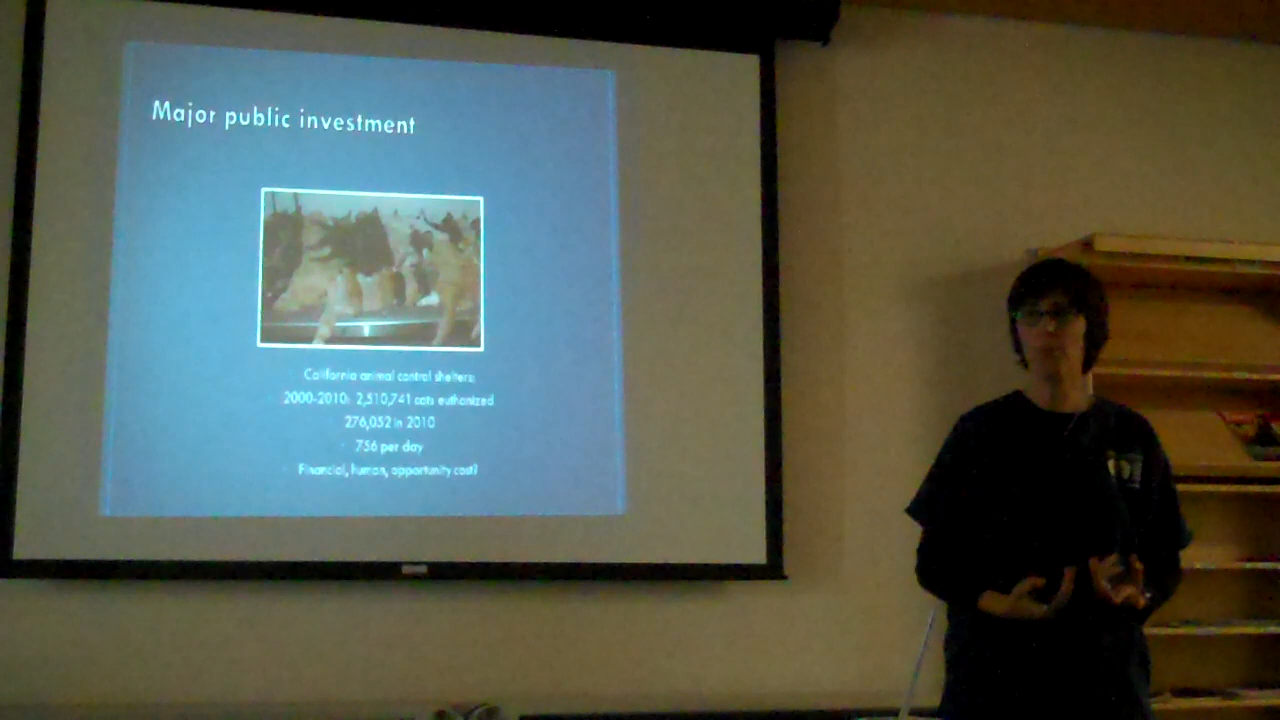 Major public investment
California animal control shelters:
2000-2010: 2,510,741 cats euthanized
276,052 in 2010
756 per day
Financial, human, opportunity cost?